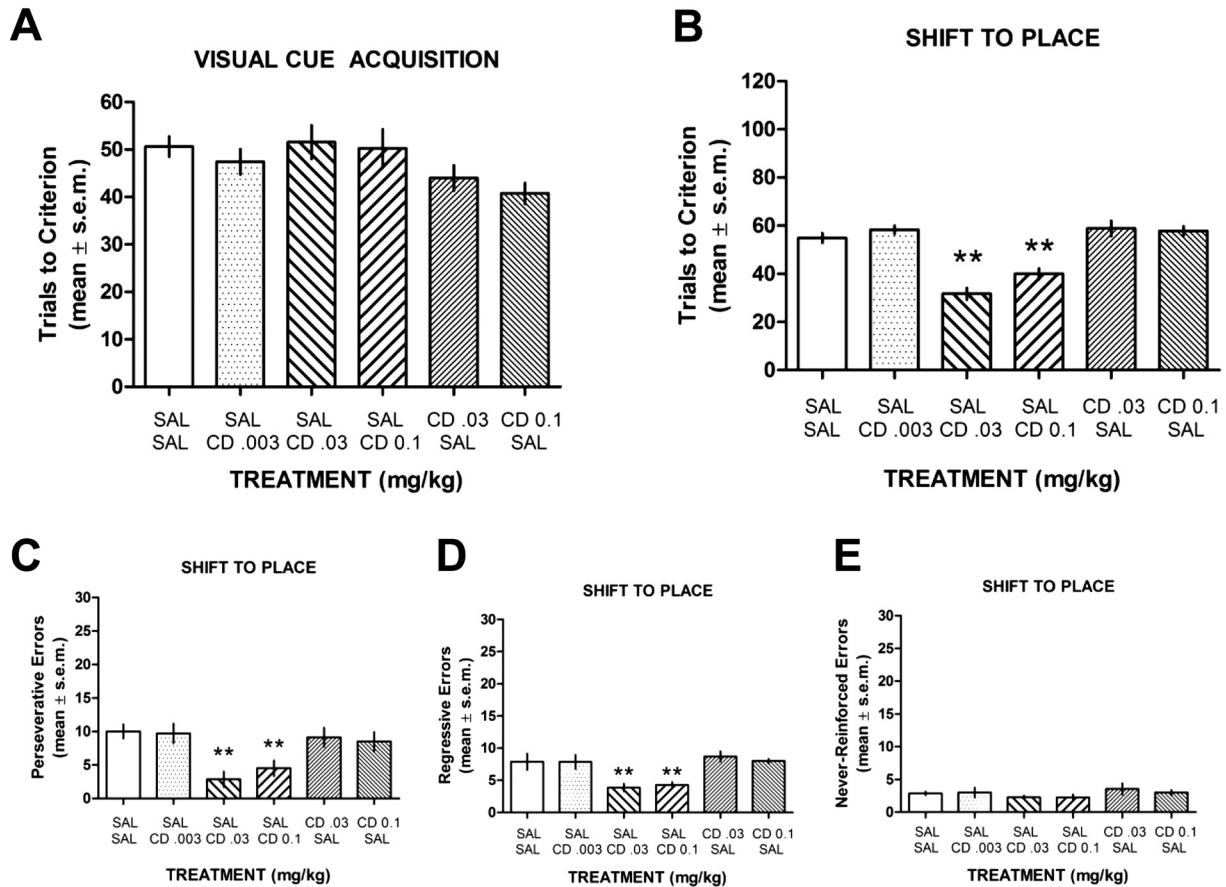 A
VISUAL CUE ACQUISITION
Trials to Criterion
(mean ± s.e.m.)
60
50
40
30
20
10
0
SAL SAL SAL SAL CD .03 CD 0.1
SAL CD .003 CD .03 CD 0.1 SAL SAL
TREATMENT (mg/kg)
B
SHIFT TO PLACE
Trials to Criterion
(mean ± s.e.m.)
120
100
80
60
40
20
0
** **
SAL SAL SAL SAL CD .03 CD 0.1
SAL CD .003 CD .03 CD 0.1 SAL SAL
TREATMENT (mg/kg)
C
SHIFT TO PLACE
Perseverative Errors
(mean ± s.e.m.)
30
25
20
15
10
5
0
** **
SAL SAL SAL SAL CD .03 CD 0.1
SAL CD .003 CD .03 CD 0.1 SAL SAL
TREATMENT (mg/kg)
D
SHIFT TO PLACE
Regressive Errors
(mean ± s.e.m.)
30
25
20
15
10
5
0
** **
SAL SAL SAL SAL CD .03 CD 0.1
SAL CD .003 CD .03 CD 0.1 SAL SAL
TREATMENT (mg/kg)
E
SHIFT TO PLACE
Never-Reinforced Errors
(mean ± s.e.m.)
30
25
20
15
10
5
0
SAL SAL SAL SAL CD .03 CD 0.1
SAL CD .003 CD .03 CD 0.1 SAL SAL
TREATMENT (mg/kg)